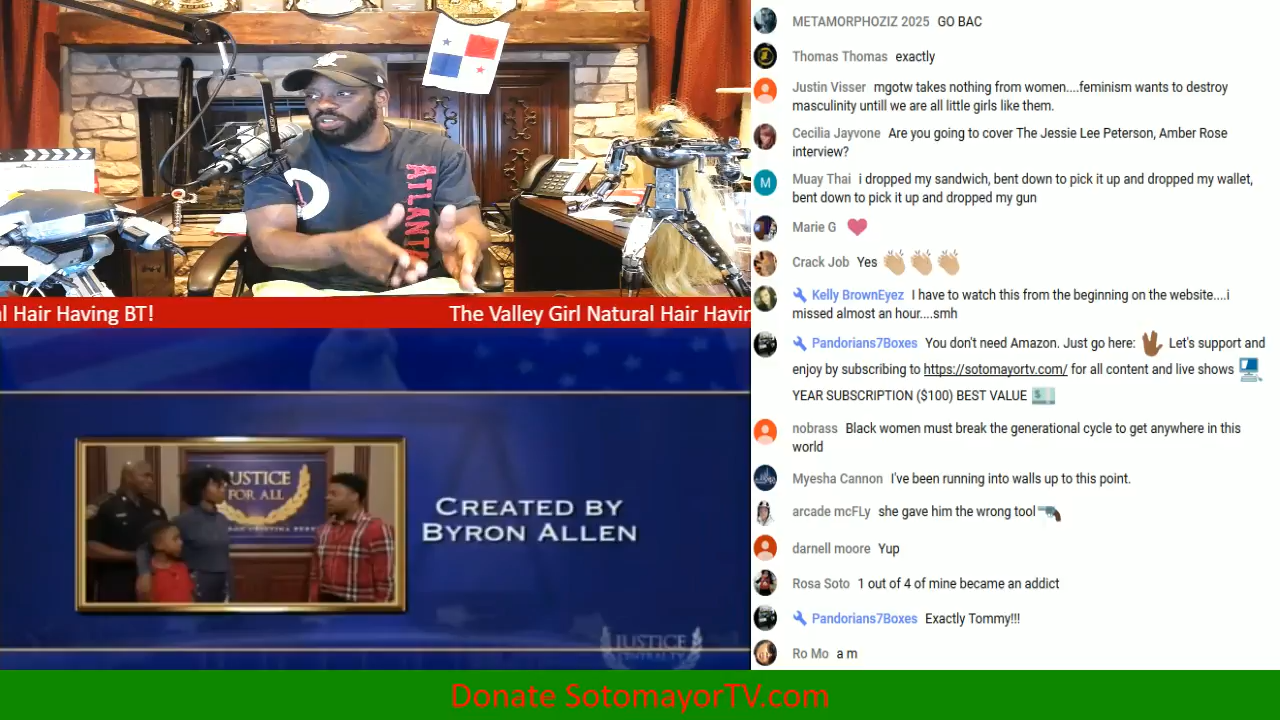 ATLANTA
l Hair Having BT!
The Valley Girl Natural Hair Havin
JUSTICE
FOR ALL
CREATED BY
BYRON ALLEN
JUSTICE
CENTRAL.TV
METAMORPHOZIZ 2025 GO BAC
Thomas Thomas exactly
Justin Visser mgotw takes nothing from women....feminism wants to destroy
masculinity untill we are all little girls like them.
Cecilia Jayvone Are you going to cover The Jessie Lee Peterson, Amber Rose
interview?
M
Muay Thai i dropped my sandwich, bent down to pick it up and dropped my wallet,
bent down to pick it up and dropped my gun
Marie G
Crack Job Yes
Kelly BrownEyez I have to watch this from the beginning on the website....i
missed almost an hour....smh
Pandorians7Boxes You don't need Amazon. Just go here: 🖖🏾 Let's support and
enjoy by subscribing to https://sotomayortv.com/ for all content and live shows
YEAR SUBSCRIPTION ($100) BEST VALUE
nobrass Black women must break the generational cycle to get anywhere in this
world
Myesha Cannon I've been running into walls up to this point.
arcade mcFLy she gave him the wrong tool
darnell moore Yup
Rosa Soto 1 out of 4 of mine became an addict
Pandorians7Boxes Exactly Tommy!!!
Ro Mo a m
Donate SotomayorTV.com